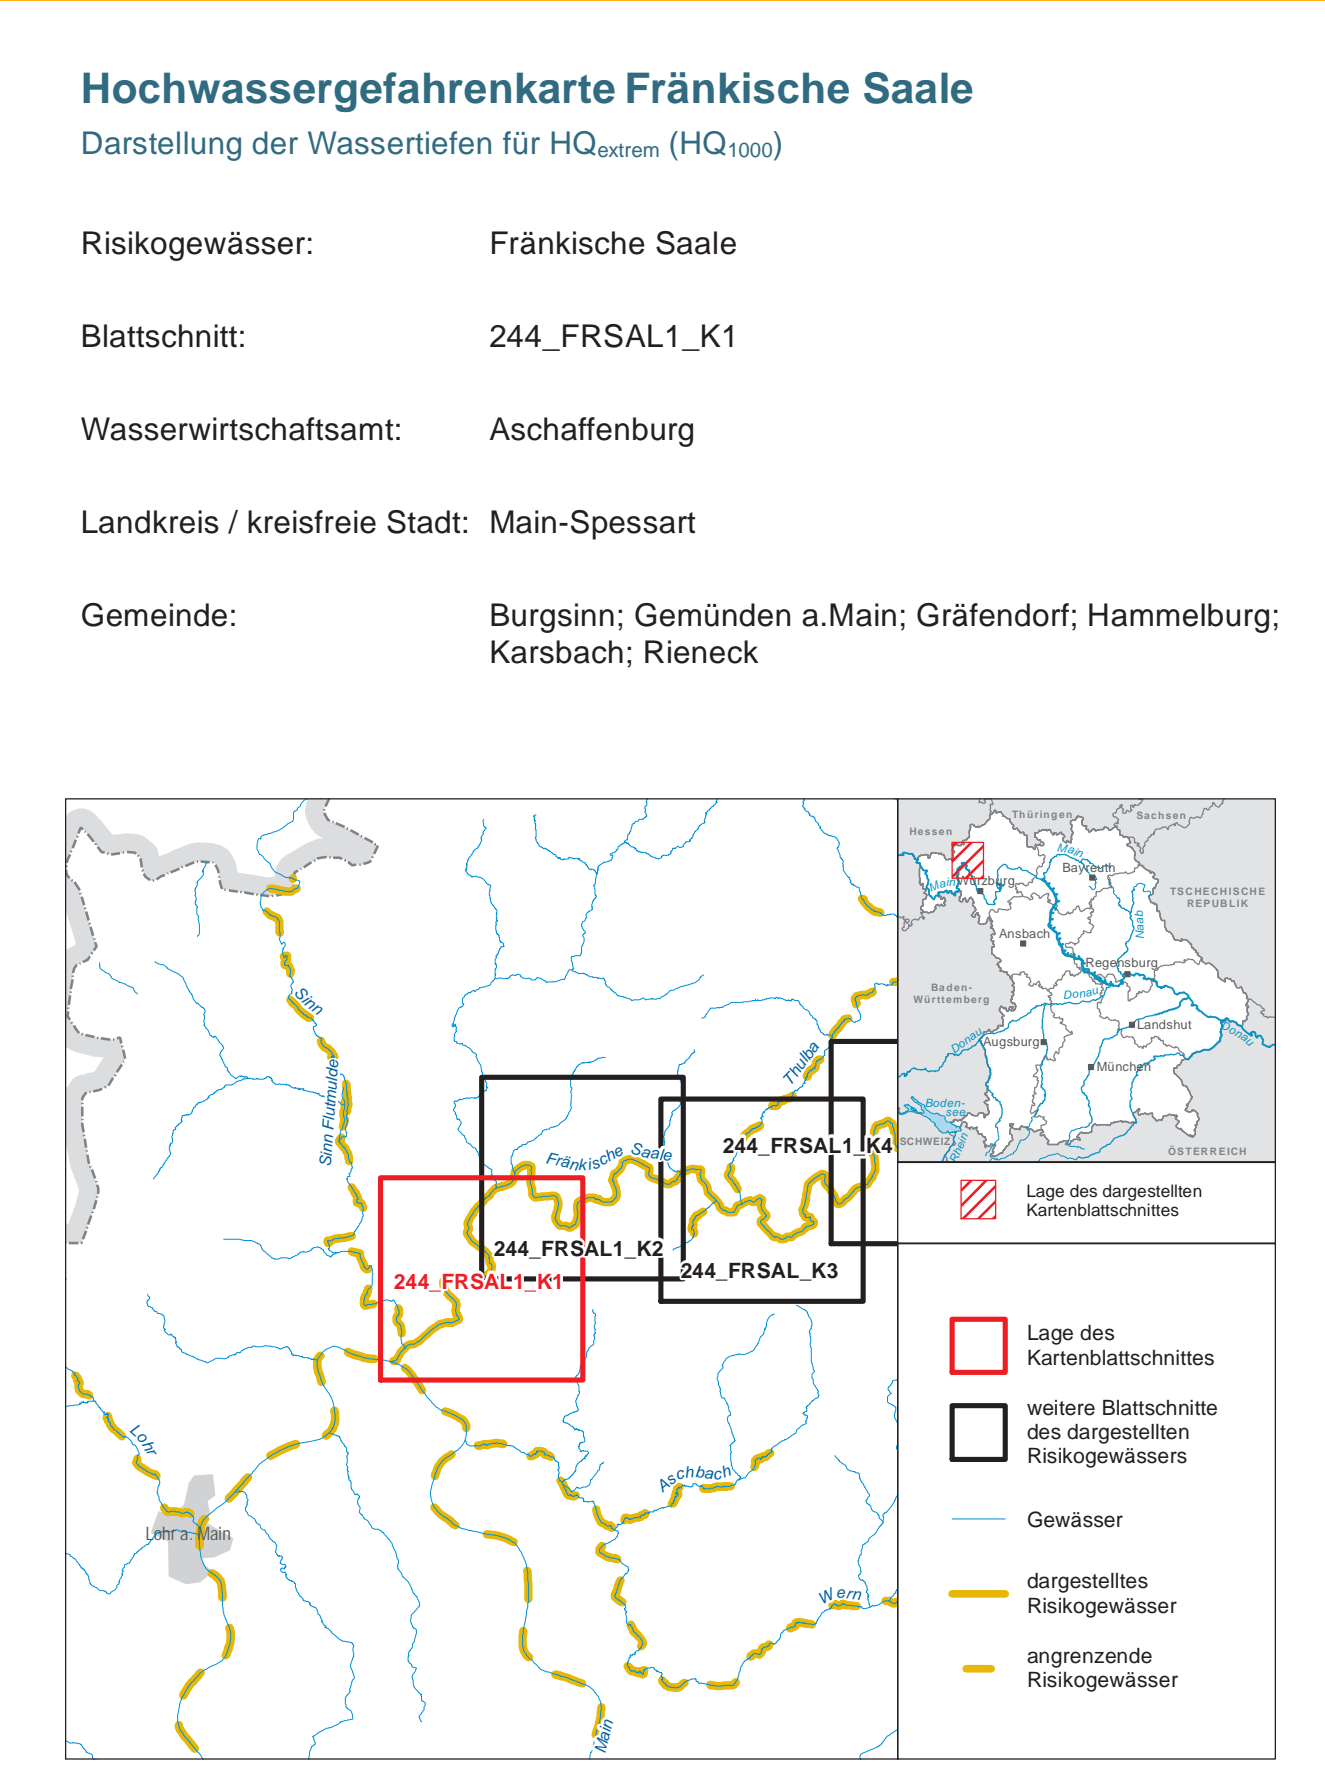 Hochwassergefahrenkarte Fränkische Saale
Darstellung der Wassertiefen für HQextrem (HQ1000)
Risikogewässer: Fränkische Saale
Blattschnitt: 244_FRSAL1_K1
Wasserwirtschaftsamt: Aschaffenburg
Landkreis / kreisfreie Stadt: Main-Spessart
Gemeinde: Burgsinn; Gemünden a.Main; Gräfendorf; Hammelburg;
Karsbach; Rieneck
Sinn
Sinn Flutmulde
Thulba
Fränkische Saale
244_FRSAL1_K4
244_FRSAL1_K2
244_FRSAL_K3
244_FRSAL1_K1
Lohr
Aschbach
Lohr a. Main
Wern
Main
Thüringen
Sachsen
Hessen
Main
Bayreuth
Main
Würzburg
TSCHECHISCHE
REPUBLIK
Naab
Ansbach
Regensburg
Baden-
Württemberg
Donau
Landshut
Donau
Donau
Augsburg
München
Boden-
see
SCHWEIZ
Rhein
ÖSTERREICH
Lage des dargestellten
Kartenblattschnittes
Lage des
Kartenblattschnittes
weitere Blattschnitte
des dargestellten
Risikogewässers
Gewässer
dargestelltes
Risikogewässer
angrenzende
Risikogewässer